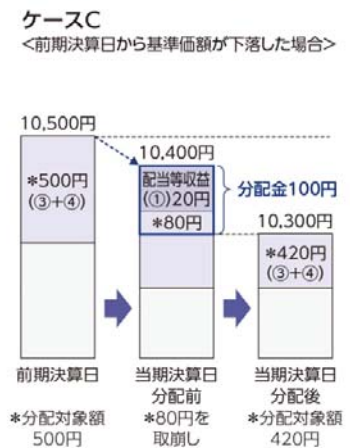 ケースC
<前期決算日から基準価額が下落した場合>
10,500円
10,400円
*500円
(③+④)
配当等収益
(①)20円
*80円
分配金100円
10,300円
*420円
(③+④)
前期決算日
当期決算日
分配前
当期決算日
分配後
*分配対象額
500円
*80円を
取崩し
*分配対象額
420円